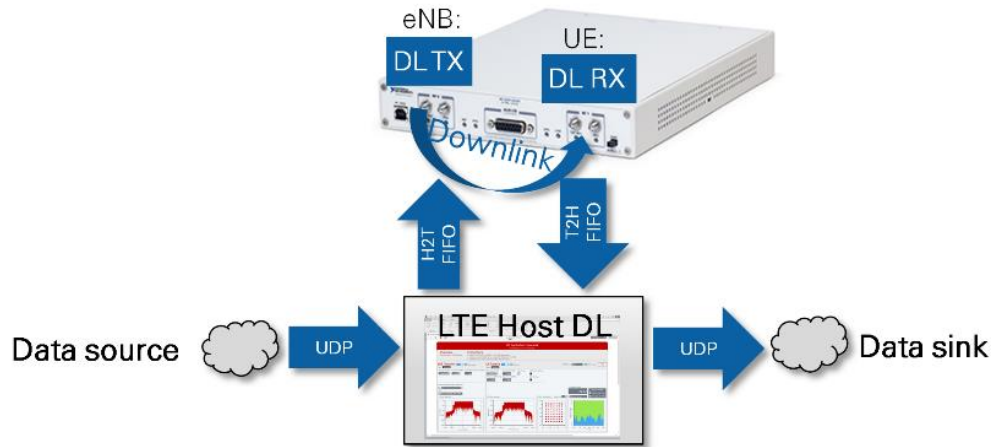 eNB:
DL TX
UE:
DL RX
Downlink
H2T
FIFO
T2H
FIFO
Data source
UDP
LTE Host DL
UDP
Data sink